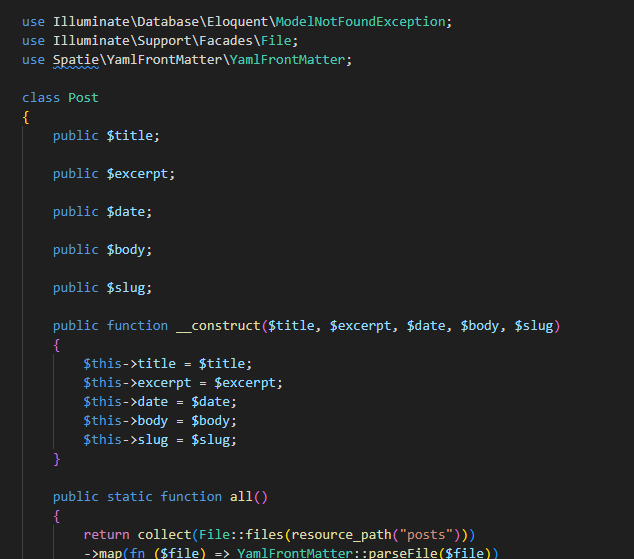 use Illuminate\Database\Eloquent\ModelNotFoundException;
use Illuminate\Support\Facades\File;
use Spatie\YamlFrontMatter\YamlFrontMatter;
class Post
{
public $title;
public $excerpt;
public $date;
public $body;
public $slug;
public function __construct($title, $excerpt, $date, $body, $slug)
{
$this->title = $title;
$this->excerpt = $excerpt;
$this->date = $date;
$this->body = $body;
$this->slug = $slug;
}
public static function all()
{
return collect(File::files(resource_path("posts")))
->map(fn ($file) => YamlFrontMatter::parseFile($file))